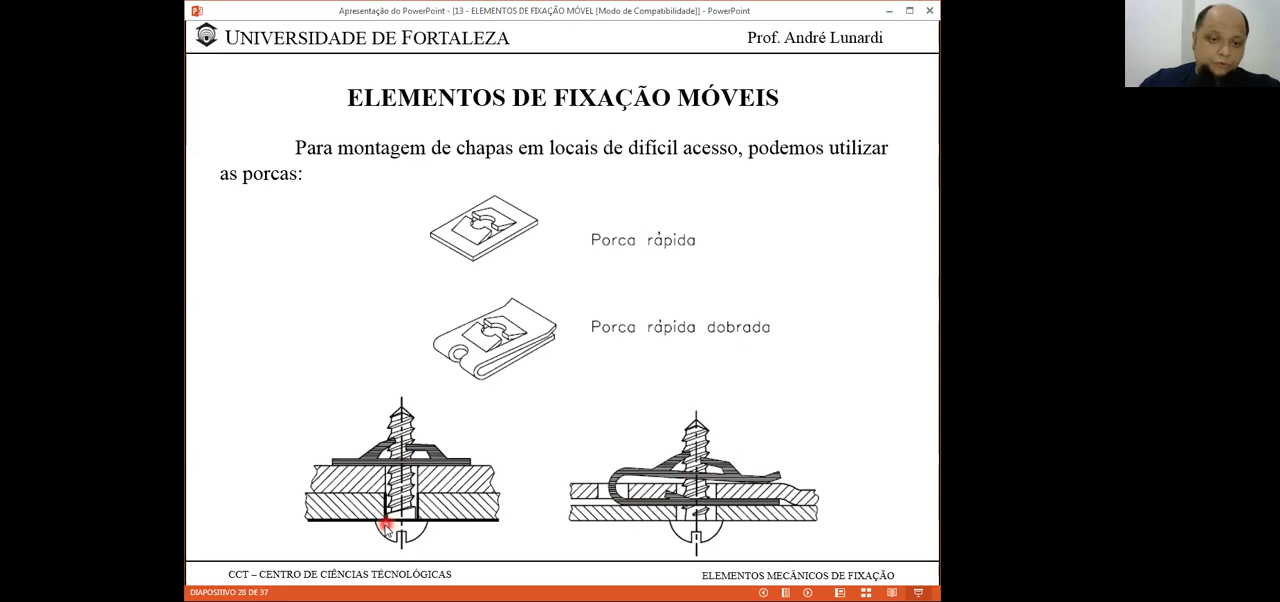 Apresentação do PowerPoint - [13 - ELEMENTOS DE FIXAÇÃO MÓVEL [Modo de Compatibilidade]] - PowerPoint
UNIVERSIDADE DE FORTALEZA
Prof. André Lunardi
ELEMENTOS DE FIXAÇÃO MÓVEIS
Para montagem de chapas em locais de difícil acesso, podemos utilizar
as porcas:
Porca rápida
Porca rápida dobrada
CCT – CENTRO DE CIÊNCIAS TÉCNOLÓGICAS
ELEMENTOS MECÂNICOS DE FIXAÇÃO
DIAPOSITIVO 28 DE 37